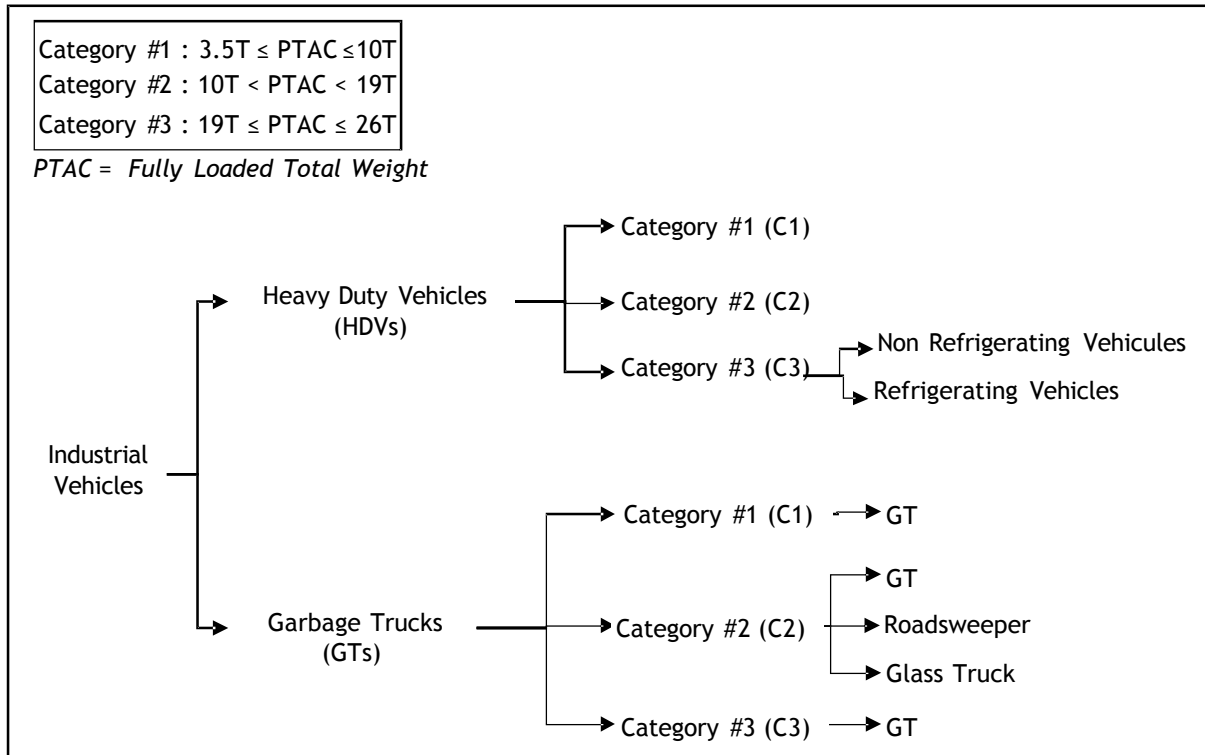 Category #1 : 3.5T ≤ PTAC ≤10T
Category #2 : 10T < PTAC < 19T
Category #3 : 19T ≤ PTAC ≤ 26T
PTAC = Fully Loaded Total Weight
Category #1 (C1)
Heavy Duty Vehicles
(HDVs)
Category #2 (C2)
Category #3 (C3)
Non Refrigerating Vehicules
Refrigerating Vehicles
Industrial
Vehicles
Category #1 (C1)
GT
Garbage Trucks
(GTs)
Category #2 (C2)
GT
Roadsweeper
Glass Truck
Category #3 (C3)
GT